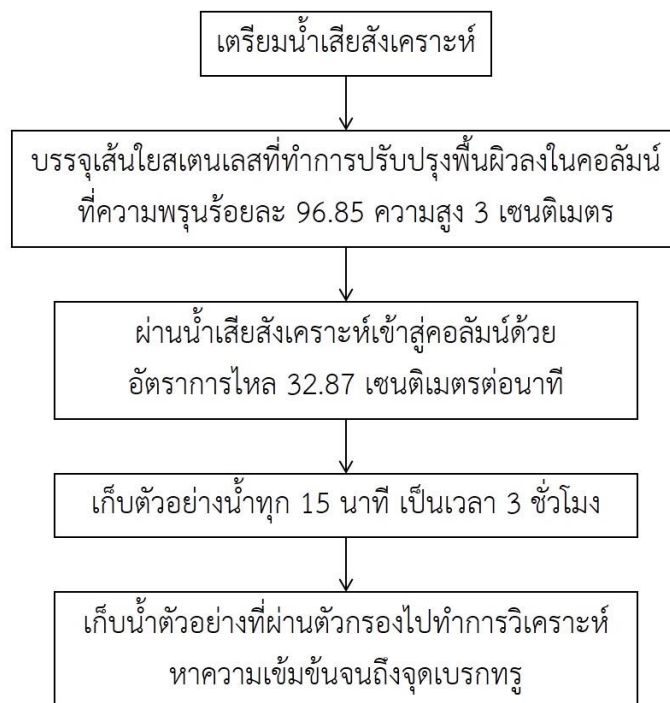 เตรียมน้ำเสียสังเคราะห์
บรรจุเส้นใยสเตนเลสที่ทำการปรับปรุงพื้นผิวลงในคอลัมน์
ที่ความพรุนร้อยละ 96.85 ความสูง 3 เซนติเมตร
ผ่านน้ำเสียสังเคราะห์เข้าสู่คอลัมน์ด้วย
อัตราการไหล 32.87 เซนติเมตรต่อนาที
เก็บตัวอย่างน้ำทุก 15 นาที เป็นเวลา 3 ชั่วโมง
เก็บน้ำตัวอย่างที่ผ่านตัวกรองไปทำการวิเคราะห์
หาความเข้มข้นจนถึงจุดเบรกทรู